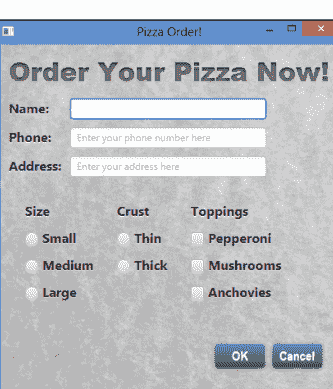 Pizza Order!
Order Your Pizza Now!
Name:
Phone: Enter your phone number here
Address: Enter your address here
Size Crust Toppings
Small Thin Pepperoni
Medium Thick Mushrooms
Large Anchovies
OK Cancel